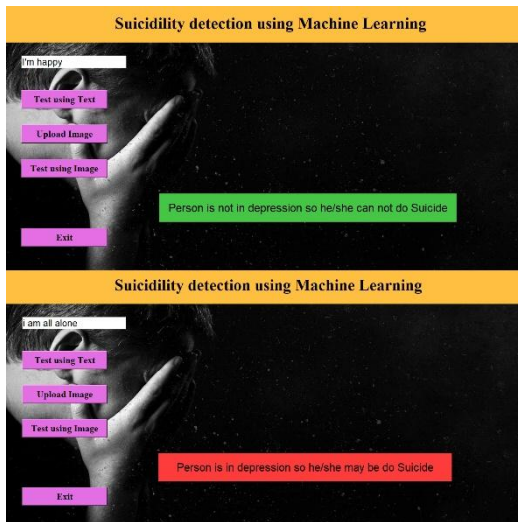 Suicidility detection using Machine Learning
I'm happy
Test using Text
Upload Image
Test using Image
Person is not in depression so he/she can not do Suicide
Exit
Suicidility detection using Machine Learning
i am all alone
Test using Text
Upload Image
Test using Image
Person is in depression so he/she may be do Suicide
Exit